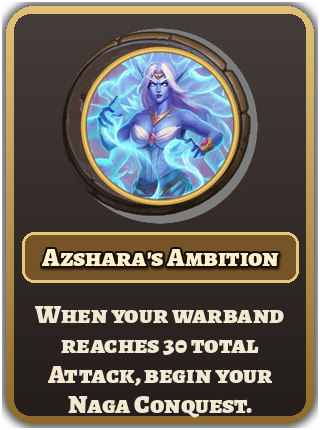 Azshara's Ambition
When your warband
reaches 30 total
Attack, begin your
Naga Conquest.